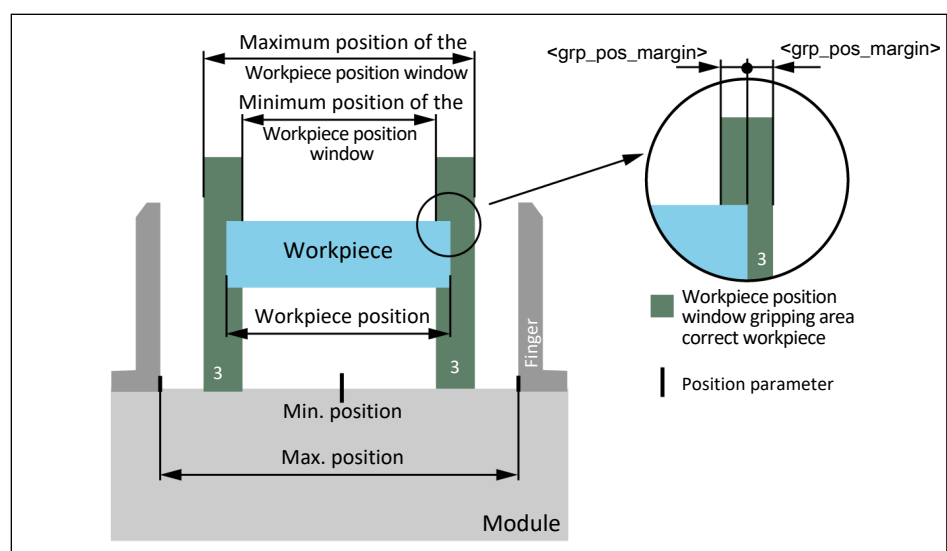 Maximum position of the
Workpiece position window
Minimum position of the
Workpiece position
window
<grp_pos_margin>
<grp_pos_margin>
Workpiece
Workpiece position
3
3
Finger
Min. position
Max. position
Module
3
Workpiece position
window gripping area
correct workpiece
Position parameter